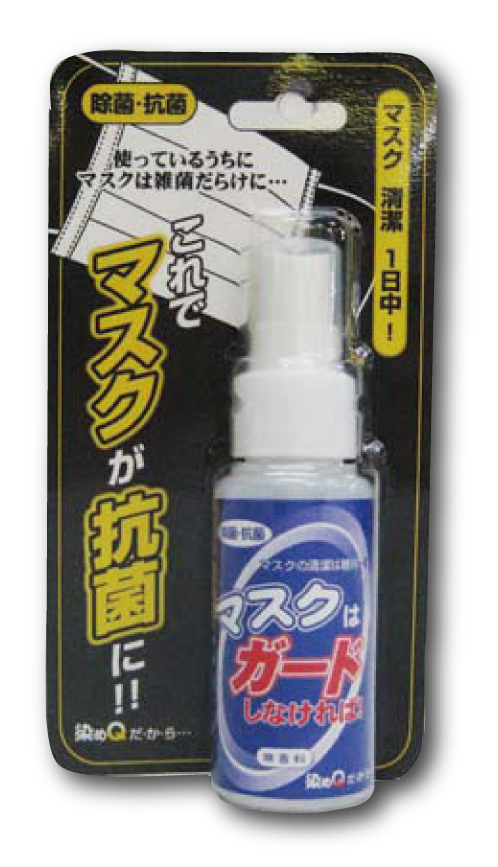 除菌・抗菌
使っているうちに
マスクは雑菌だらけに…
マスク 清潔 1日中！
これで
マスクが抗菌に!!
染めQだ・か・ら…
除菌・抗菌
マスクの清潔は維持
マスクは
ガード
しなければ!
無香料
染めQだ・か